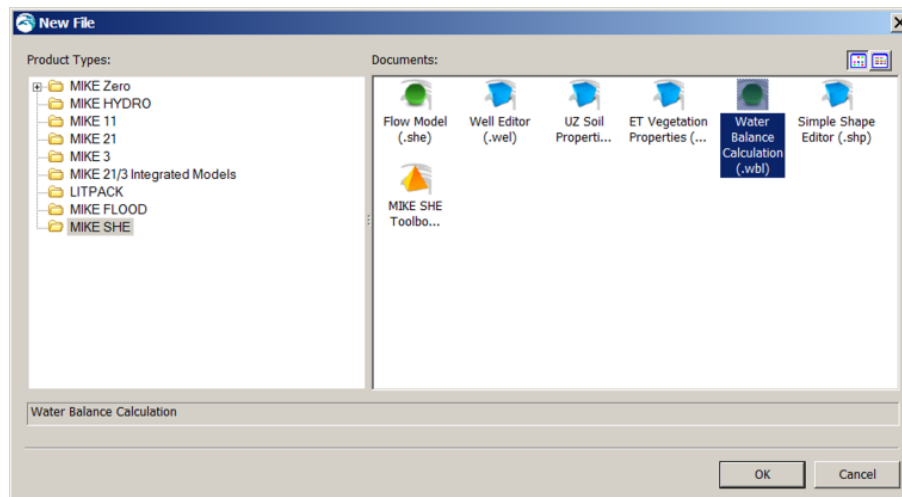 New File
Product Types:
MIKE Zero
MIKE HYDRO
MIKE 11
MIKE 21
MIKE 3
MIKE 21/3 Integrated Models
LITPACK
MIKE FLOOD
MIKE SHE
Documents:
Flow Model
(.she)
Well Editor
(.wel)
UZ Soil
Properti...
ET Vegetation
Properties (...
Water
Balance
Calculation
(.wbl)
Simple Shape
Editor (.shp)
MIKE SHE
Toolbo...
Water Balance Calculation
OK
Cancel